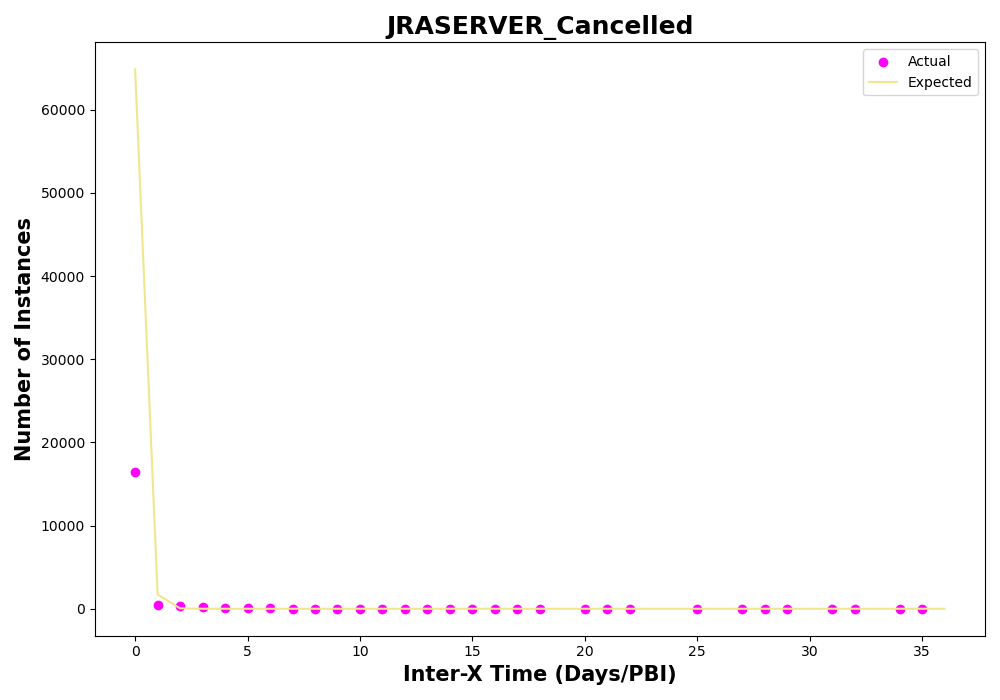 JRASERVER_Cancelled
Actual
Expected
60000
50000
40000
30000
20000
10000
0
Number of Instances
0 5 10 15 20 25 30 35
Inter-X Time (Days/PBI)